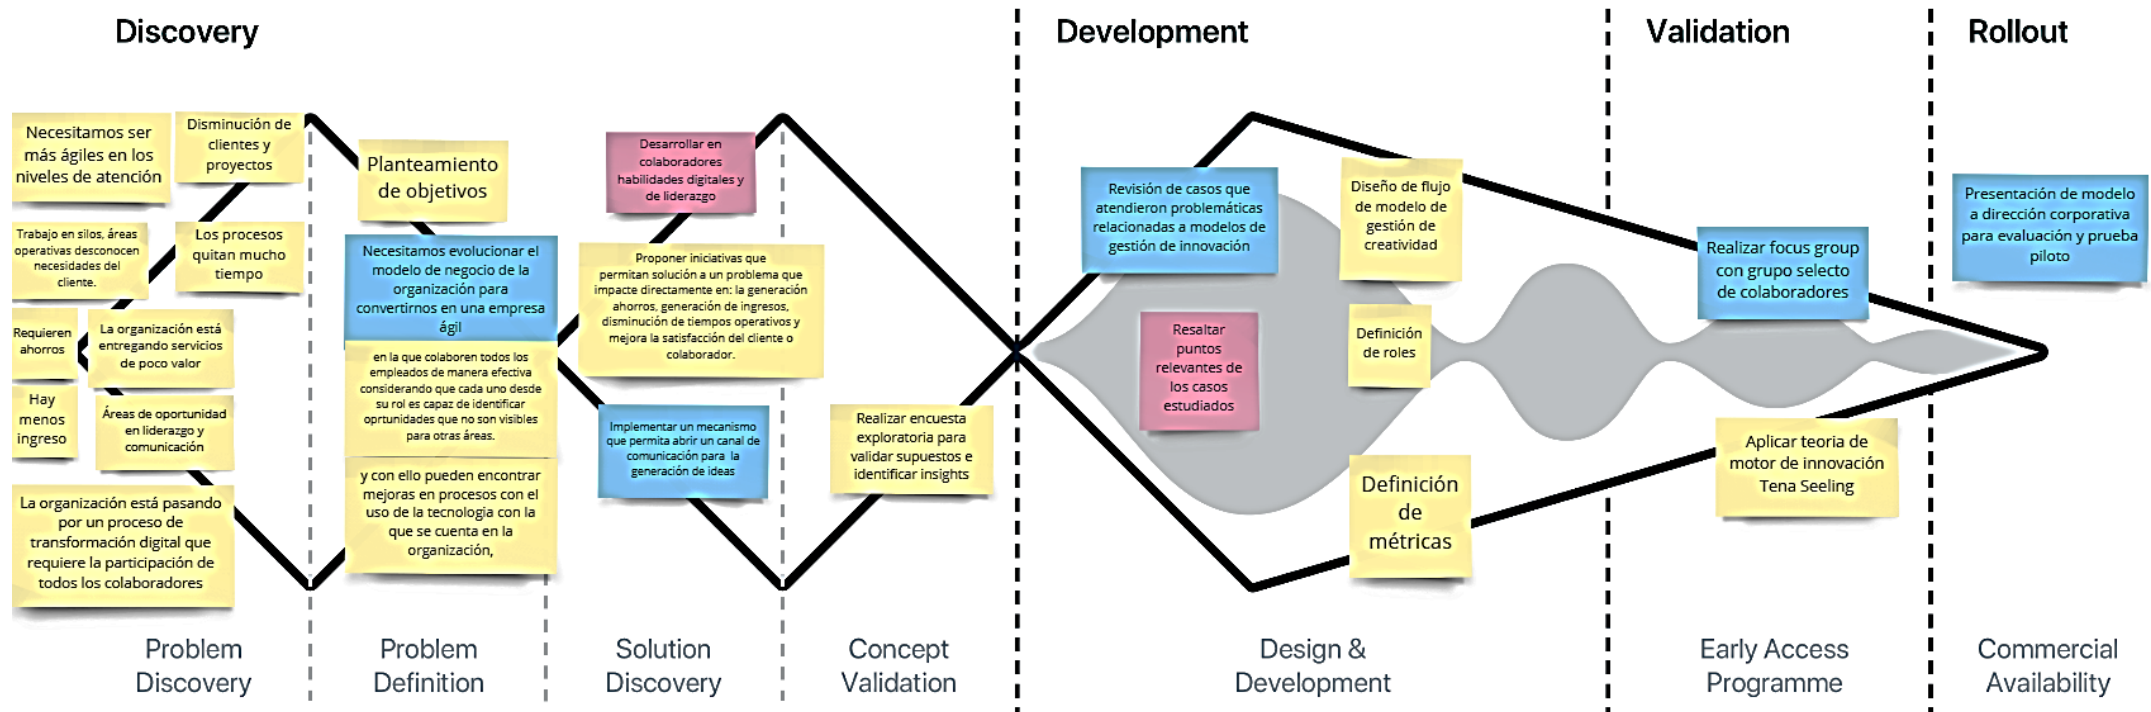 Discovery
Development
Validation
Rollout
Necesitamos ser
más ágiles en los
niveles de atención
Disminución de
clientes y
proyectos
Trabajo en silos, áreas
operativas desconocen
necesidades del
cliente.
Los procesos
quitan mucho
tiempo
Requieren
ahorros
La organización está
entregando servicios
de poco valor
Hay
menos
ingreso
Áreas de oportunidad
en liderazgo y
comunicación
La organización está pasando
por un proceso de
transformación digital que
requiere la participación de
todos los colaboradores
Planteamiento
de objetivos
Necesitamos evolucionar el
modelo de negocio de la
organización para
convertirnos en una empresa
ágil
en la que colaboren todos los
empleados de manera efectiva
considerando que cada uno desde
su rol es capaz de identificar
oprtunidades que no son visibles
para otras áreas.
y con ello pueden encontrar
mejoras en procesos con el
uso de la tecnologia con la
que se cuenta en la
organización,
Desarrollar en
colaboradores
habilidades digitales y
de liderazgo
Proponer iniciativas que
permitan solución a un problema que
impacte directamente en: la generación
ahorros, generación de ingresos,
disminución de tiempos operativos y
mejora la satisfacción del cliente o
colaborador.
Implementar un mecanismo
que permita abrir un canal de
comunicación para la
generación de ideas
Realizar encuesta
exploratoria para
validar supuestos e
identificar insights
Revisión de casos que
atendieron problemáticas
relacionadas a modelos de
gestión de innovación
Resaltar
puntos
relevantes de
los casos
estudiados
Diseño de flujo
de modelo de
gestión de
creatividad
Definición
de roles
Definición
de
métricas
Realizar focus group
con grupo selecto
de colaboradores
Aplicar teoria de
motor de innovación
Tena Seeling
Presentación de modelo
a dirección corporativa
para evaluación y prueba
piloto
Problem
Discovery
Problem
Definition
Solution
Discovery
Concept
Validation
Design &
Development
Early Access
Programme
Commercial
Availability